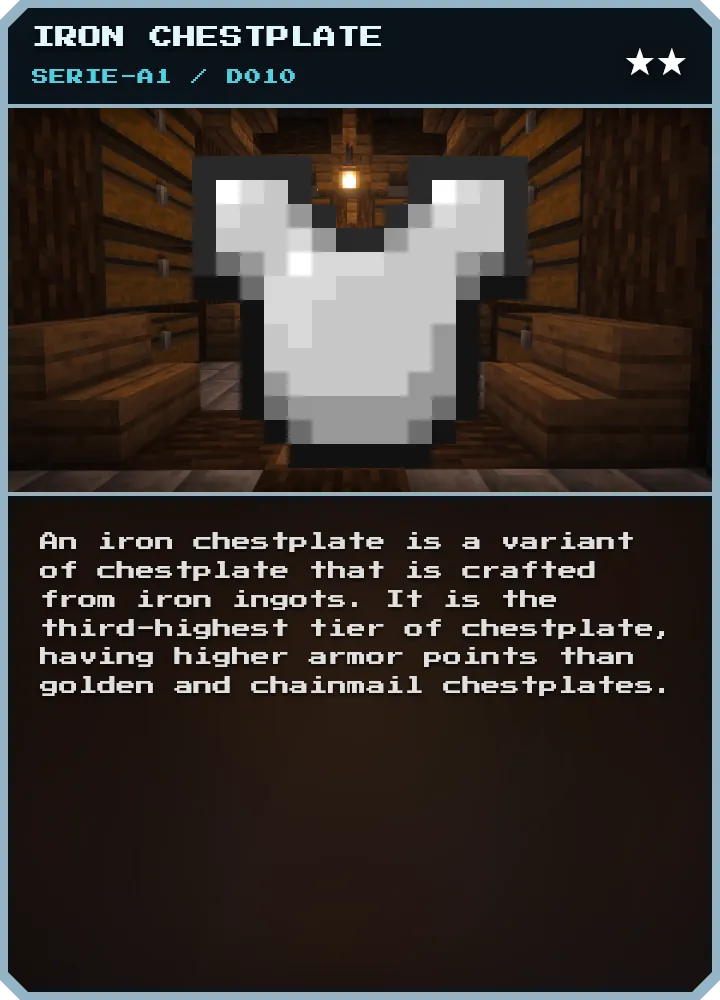 IRON CHESTPLATE
SERIE-A1 / D010
★★
An iron chestplate is a variant
of chestplate that is crafted
from iron ingots. It is the
third-highest tier of chestplate,
having higher armor points than
golden and chainmail chestplates.